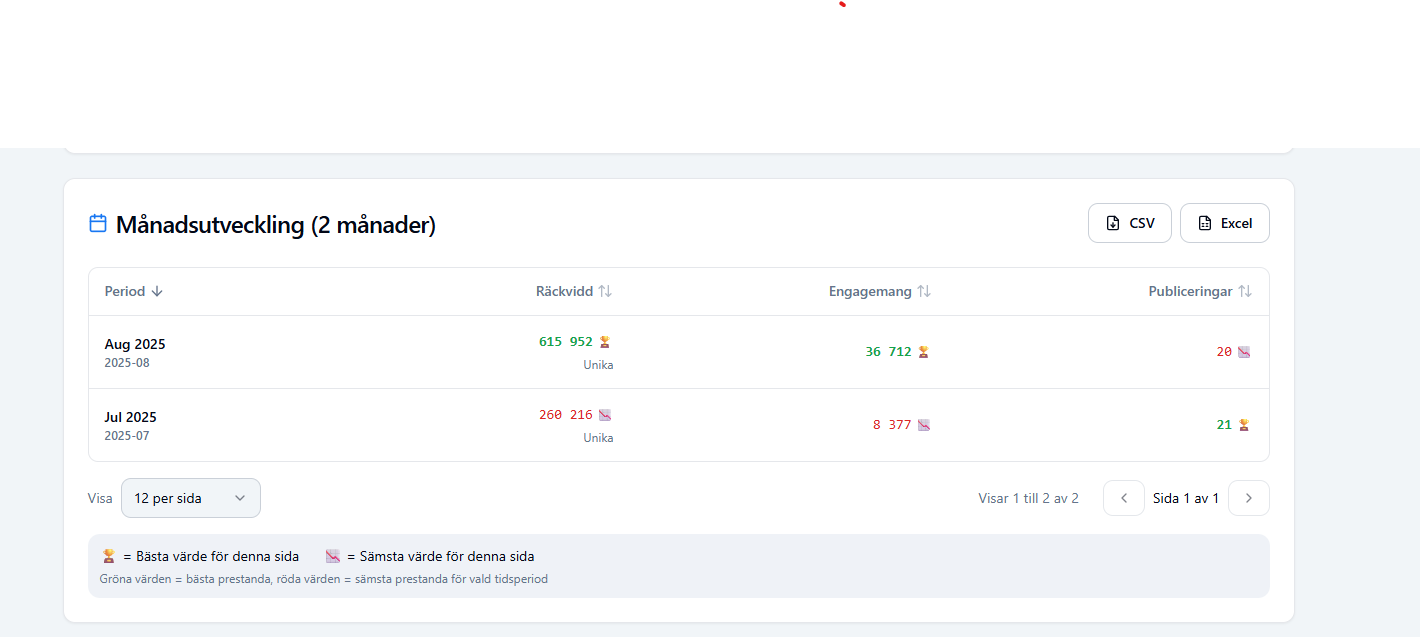 Månadsutveckling (2 månader)
CSV
Excel
Period
Räckvidd
Engagemang
Publiceringar
Aug 2025
2025-08
615 952
Unika
36 712
20
Jul 2025
2025-07
260 216
Unika
8 377
21
Visa
12 per sida
Visar 1 till 2 av 2
Sida 1 av 1
= Bästa värde för denna sida
= Sämsta värde för denna sida
Gröna värden = bästa prestanda, röda värden = sämsta prestanda för vald tidsperiod